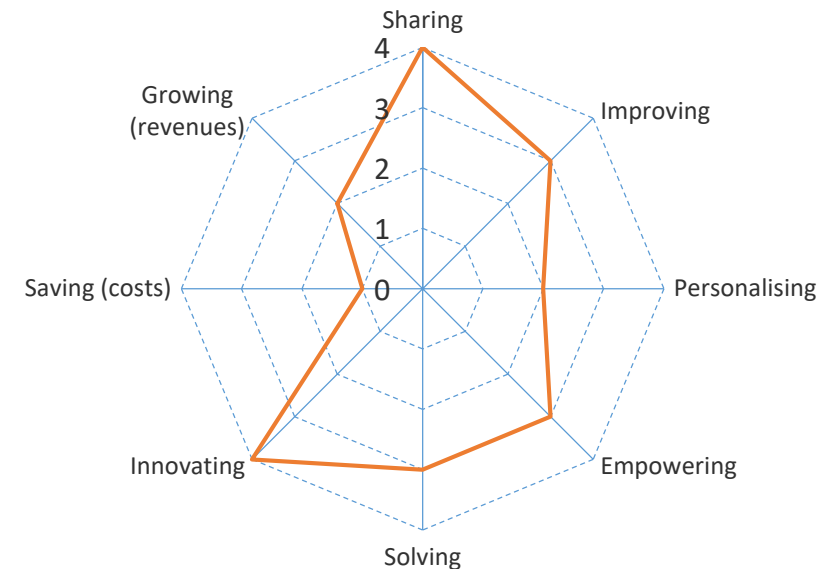 Sharing
4
3
2
1
0
Improving
Personalising
Empowering
Solving
Innovating
Saving (costs)
Growing
(revenues)